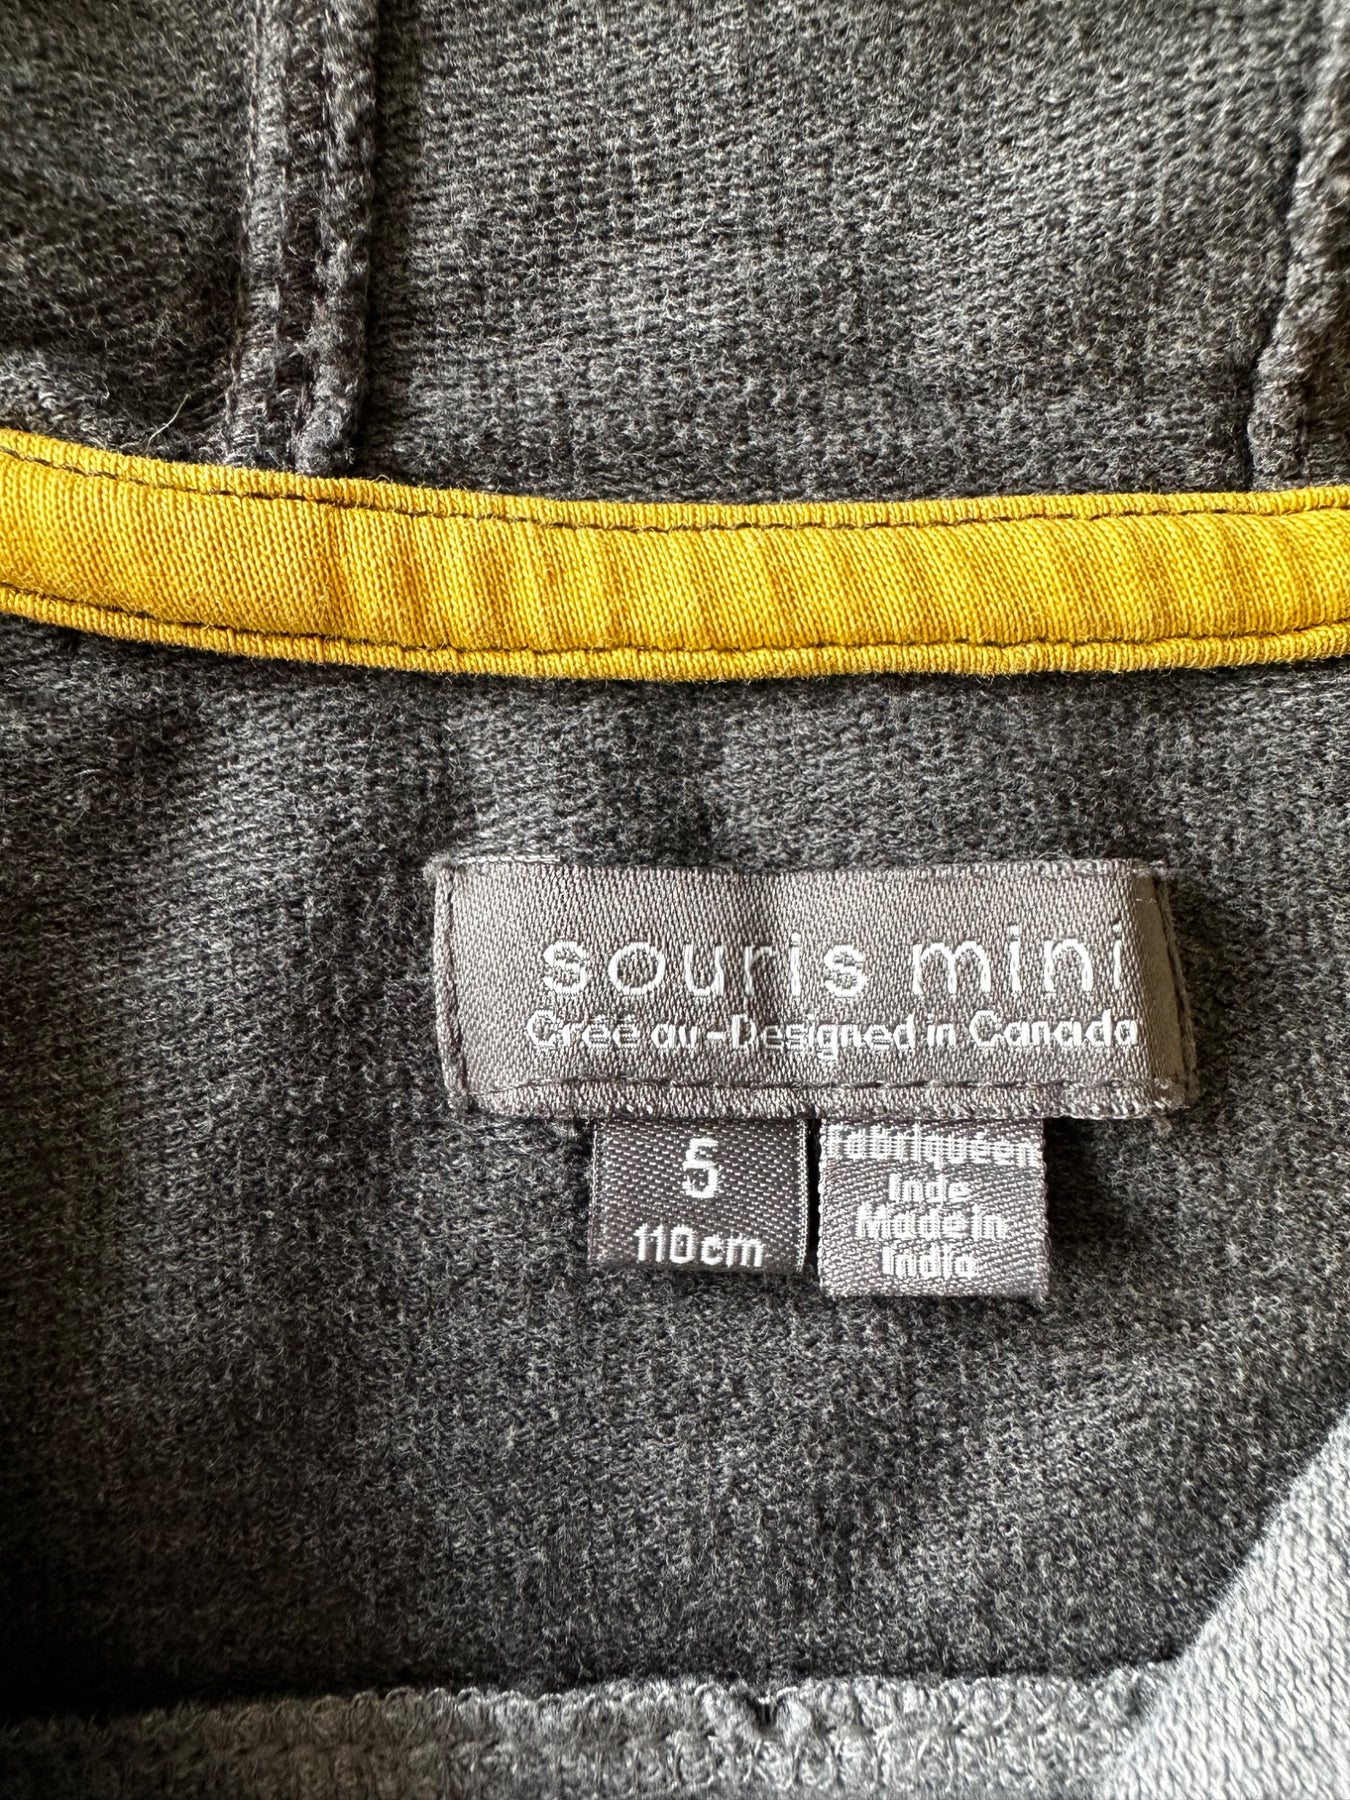 souris mini
Créé au-Designed in Canada
5
110cm
Fabriqué en
Inde
Made in
India